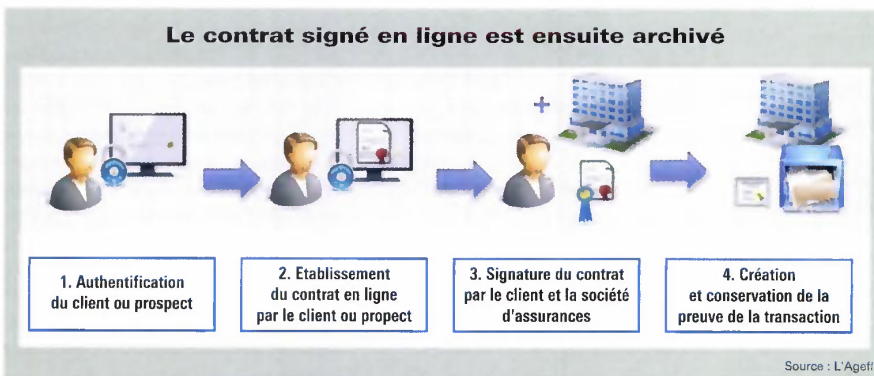 Le contrat signé en ligne est ensuite archivé
1. Authentification
du client ou prospect
2. Etablissement
du contrat en ligne
par le client ou propect
3. Signature du contrat
par le client et la société
d'assurances
4. Création
et conservation de la
preuve de la transaction
Source : L'Agefi